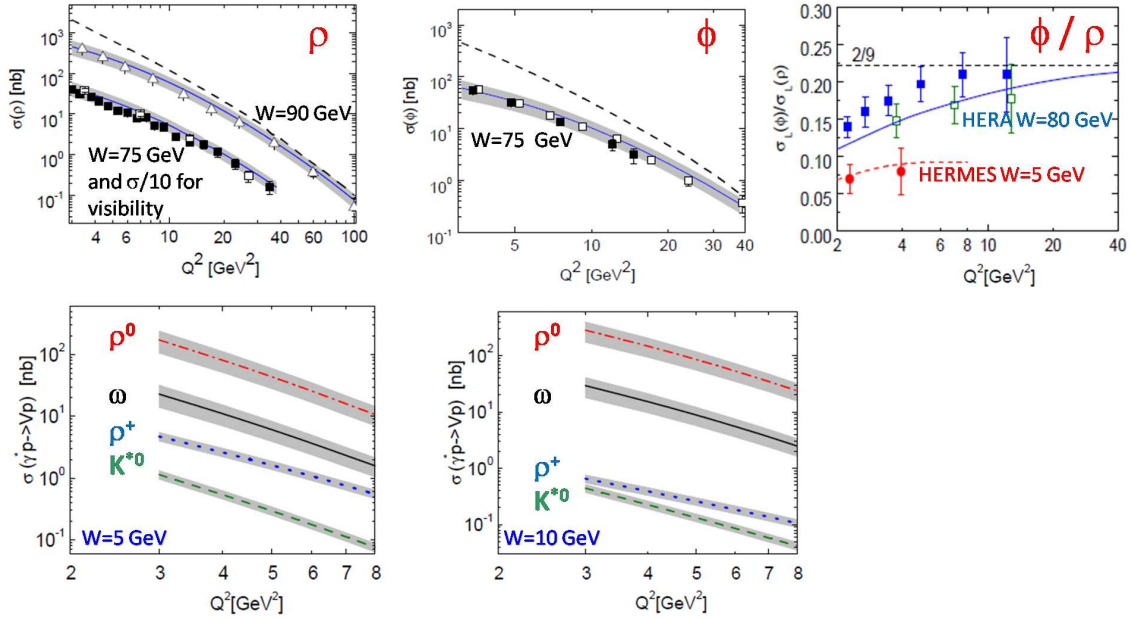 ρ
σ(ρ) [nb]
10³
10²
10¹
10⁰
10⁻¹
W=90 GeV
W=75 GeV
and σ/10 for
visibility
4 6 8 10 20 40 60 80 100
Q² [GeV²]
ϕ
σ(ϕ) [nb]
10³
10²
10¹
10⁰
10⁻¹
W=75 GeV
5 10 20 30 40
Q² [GeV²]
ϕ / ρ
σL(ϕ)/σL(ρ)
0.30
0.25
0.20
0.15
0.10
0.05
0.00
2/9
HERA W=80 GeV
HERMES W=5 GeV
2 4 6 8 10 20 40
Q²[GeV²]
σ (γ*p->Vp) [nb]
10²
10¹
10⁰
10⁻¹
ρ⁰
ω
ρ⁺
K*⁰
W=5 GeV
2 3 4 5 6 7 8
Q²[GeV²]
σ (γ*p->Vp) [nb]
10²
10¹
10⁰
10⁻¹
ρ⁰
ω
ρ⁺
K*⁰
W=10 GeV
2 3 4 5 6 7 8
Q²[GeV²]